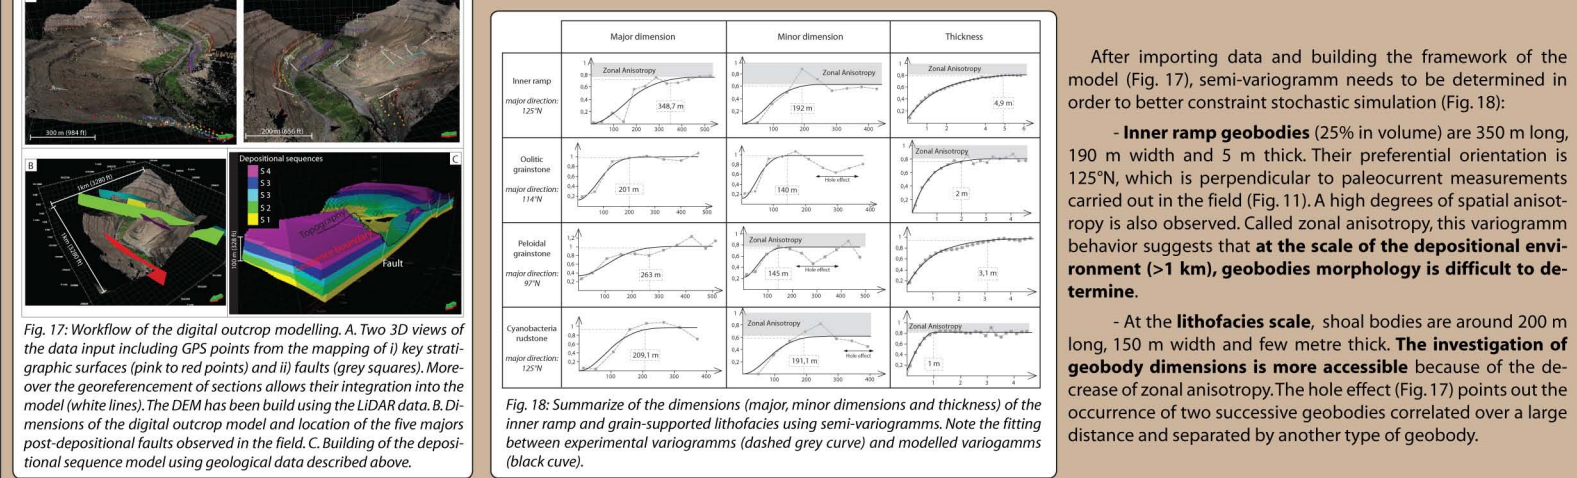 300 m (984 ft)
200 m (656 ft)
B
1km (3280 ft)
1km (3280 ft)
C
Depositional sequences
S 4
S 3
S 3
S 2
S 1
100 m (328 ft)
Topography
Fault
Fig. 17: Workflow of the digital outcrop modelling. A. Two 3D views of
the data input including GPS points from the mapping of i) key strati-
graphic surfaces (pink to red points) and ii) faults (grey squares). More-
over the georeferencement of sections allows their integration into the
model (white lines). The DEM has been build using the LiDAR data. B. Di-
mensions of the digital outcrop model and location of the five majors
post-depositional faults observed in the field. C. Building of the deposi-
tional sequence model using geological data described above.
Major dimension
Minor dimension
Thickness
Inner ramp
major direction:
125°N
Zonal Anisotropy
348,7 m
Zonal Anisotropy
192 m
Zonal Anisotropy
4,9 m
Oolitic
grainstone
major direction:
114°N
201 m
140 m
Hole effect
Zonal Anisotropy
2 m
Peloidal
grainstone
major direction:
97°N
263 m
Zonal Anisotropy
145 m
Hole effect
3,1 m
Cyanobacteria
rudstone
major direction:
125°N
209,1 m
Zonal Anisotropy
191,1 m
Hole effect
Zonal Anisotropy
1 m
Fig. 18: Summarize of the dimensions (major, minor dimensions and thickness) of the
inner ramp and grain-supported lithofacies using semi-variogramms. Note the fitting
between experimental variogramms (dashed grey curve) and modelled variogamms
(black cuve).
After importing data and building the framework of the
model (Fig. 17), semi-variogramm needs to be determined in
order to better constraint stochastic simulation (Fig. 18):
- Inner ramp geobodies (25% in volume) are 350 m long,
190 m width and 5 m thick. Their preferential orientation is
125°N, which is perpendicular to paleocurrent measurements
carried out in the field (Fig. 11). A high degrees of spatial anisot-
ropy is also observed. Called zonal anisotropy, this variogramm
behavior suggests that at the scale of the depositional envi-
ronment (>1 km), geobodies morphology is difficult to de-
termine.
- At the lithofacies scale, shoal bodies are around 200 m
long, 150 m width and few metre thick. The investigation of
geobody dimensions is more accessible because of the de-
crease of zonal anisotropy. The hole effect (Fig. 17) points out the
occurrence of two successive geobodies correlated over a large
distance and separated by another type of geobody.